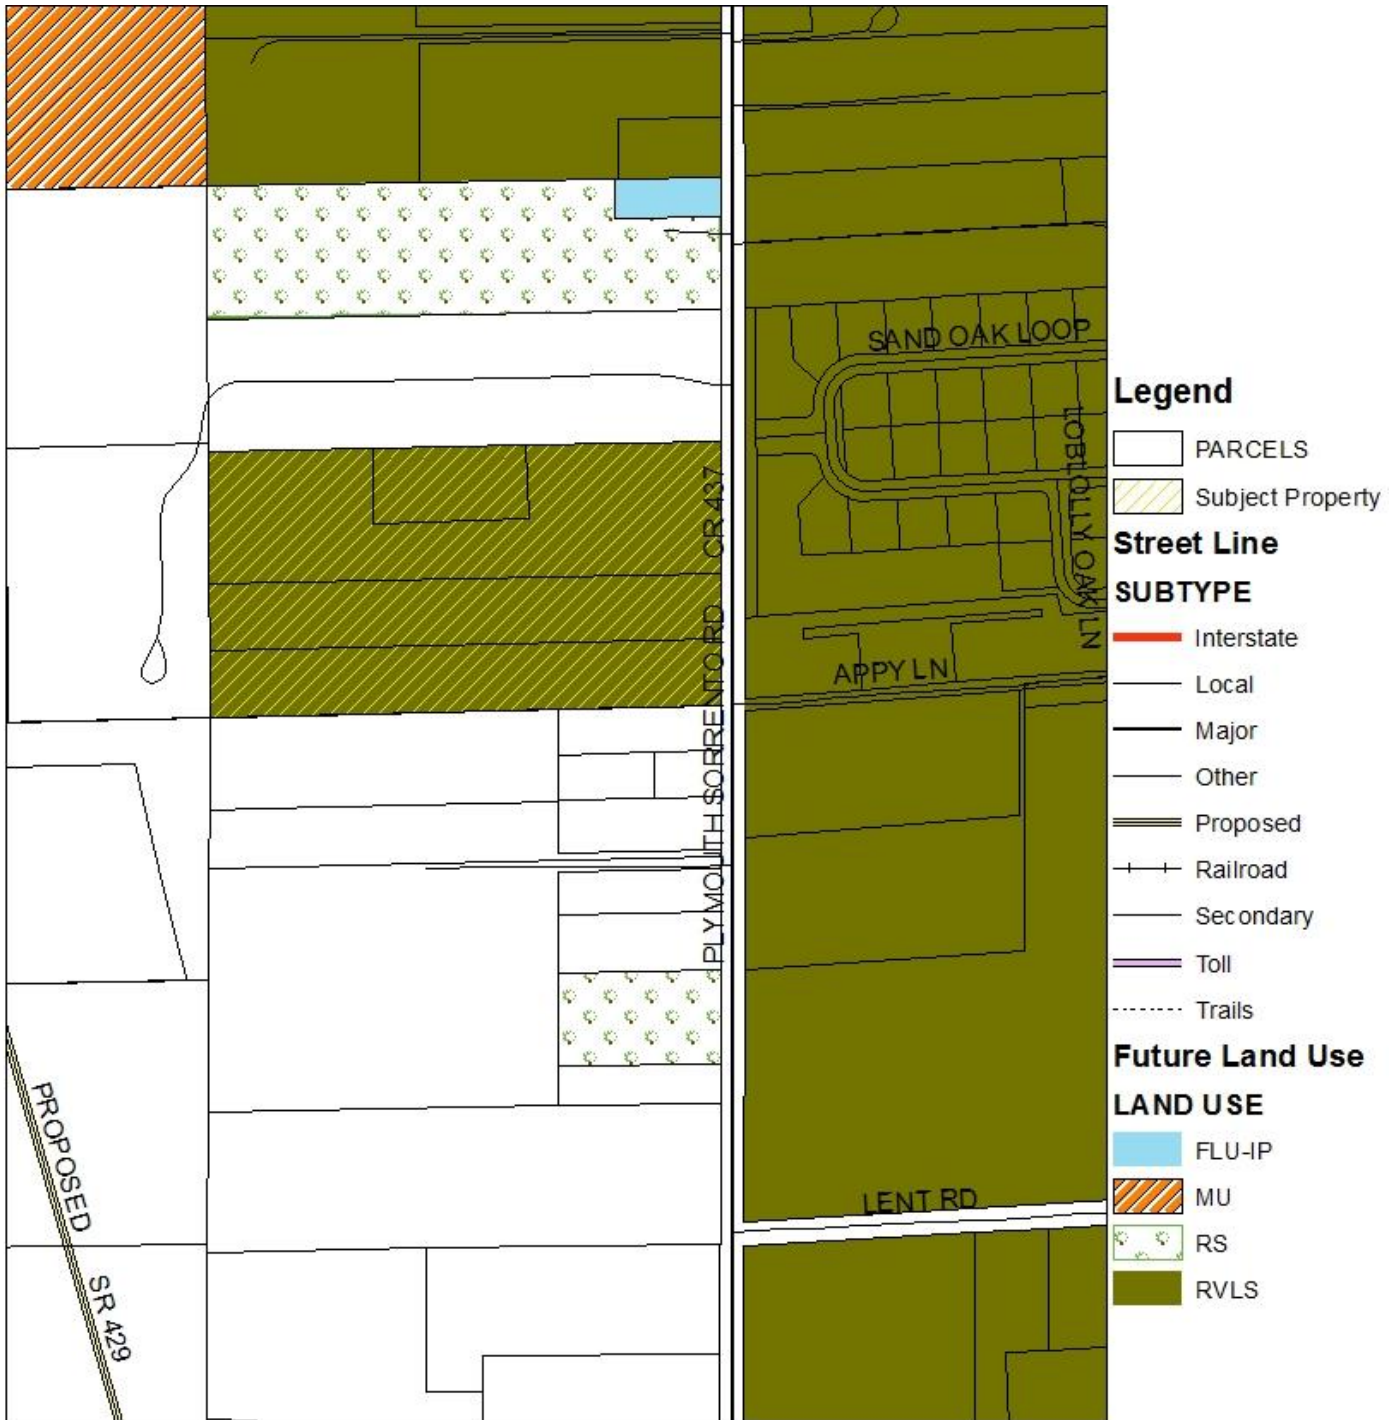 SAND OAK LOOP
LOBLOLLY OAK LN
CR 437
PLYMOUTH SORRENTO RD
APPY LN
LENT RD
PROPOSED SR 429
Legend
PARCELS
Subject Property
Street Line
SUBTYPE
Interstate
Local
Major
Other
Proposed
Railroad
Secondary
Toll
Trails
Future Land Use
LAND USE
FLU-IP
MU
RS
RVLS